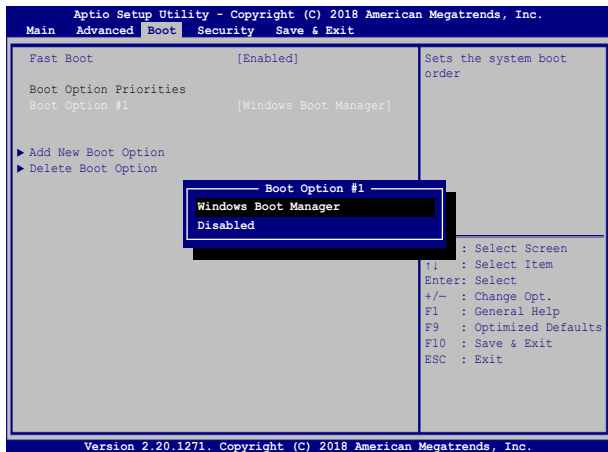 Aptio Setup Utility - Copyright (C) 2018 American Megatrends, Inc.
Main Advanced Boot Security Save & Exit
Fast Boot [Enabled]
Sets the system boot
order
Boot Option Priorities
Boot Option #1 [Windows Boot Manager]
▶ Add New Boot Option
▶ Delete Boot Option
Boot Option #1
Windows Boot Manager
Disabled
: Select Screen
↑↓ : Select Item
Enter: Select
+/— : Change Opt.
F1 : General Help
F9 : Optimized Defaults
F10 : Save & Exit
ESC : Exit
Version 2.20.1271. Copyright (C) 2018 American Megatrends, Inc.